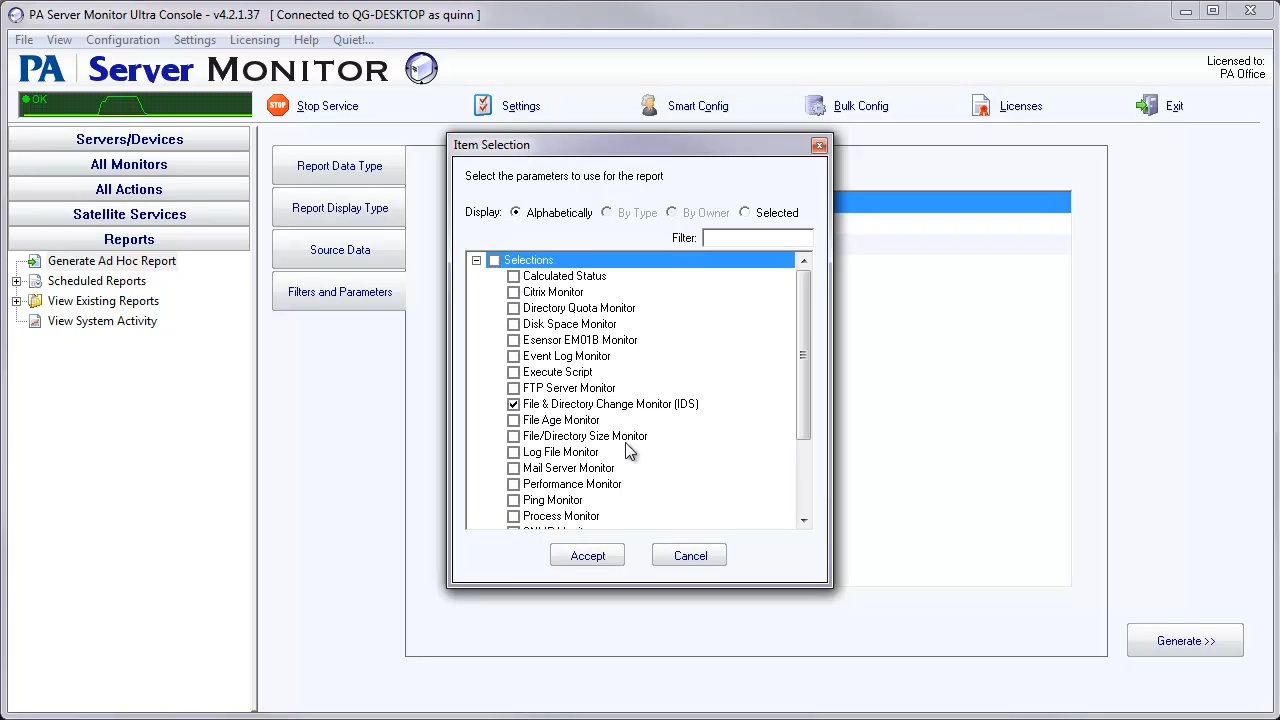 PA Server Monitor Ultra Console - v4.2.1.37 [ Connected to QG-DESKTOP as quinn ]
File View Configuration Settings Licensing Help Quiet!...
PA Server MONITOR
Licensed to:
PA Office
OK
Stop Service
Settings
Smart Config
Bulk Config
Licenses
Exit
Servers/Devices
All Monitors
All Actions
Satellite Services
Reports
Generate Ad Hoc Report
Scheduled Reports
View Existing Reports
View System Activity
Report Data Type
Report Display Type
Source Data
Filters and Parameters
Item Selection
Select the parameters to use for the report
Display: Alphabetically By Type By Owner Selected
Filter:
Selections
Calculated Status
Citrix Monitor
Directory Quota Monitor
Disk Space Monitor
Esensor EM01B Monitor
Event Log Monitor
Execute Script
FTP Server Monitor
File & Directory Change Monitor (IDS)
File Age Monitor
File/Directory Size Monitor
Log File Monitor
Mail Server Monitor
Performance Monitor
Ping Monitor
Process Monitor
Accept
Cancel
Generate >>